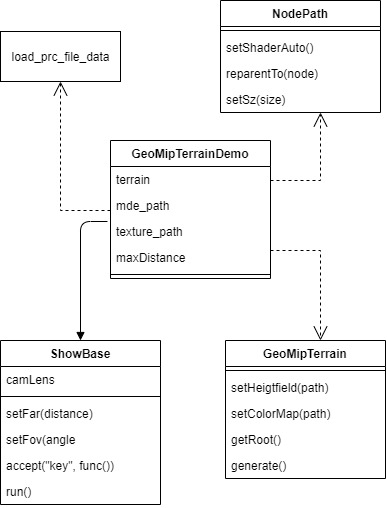 NodePath
setShaderAuto()
reparentTo(node)
setSz(size)
load_prc_file_data
GeoMipTerrainDemo
terrain
mde_path
texture_path
maxDistance
ShowBase
camLens
setFar(distance)
setFov(angle
accept("key", func())
run()
GeoMipTerrain
setHeigtfield(path)
setColorMap(path)
getRoot()
generate()